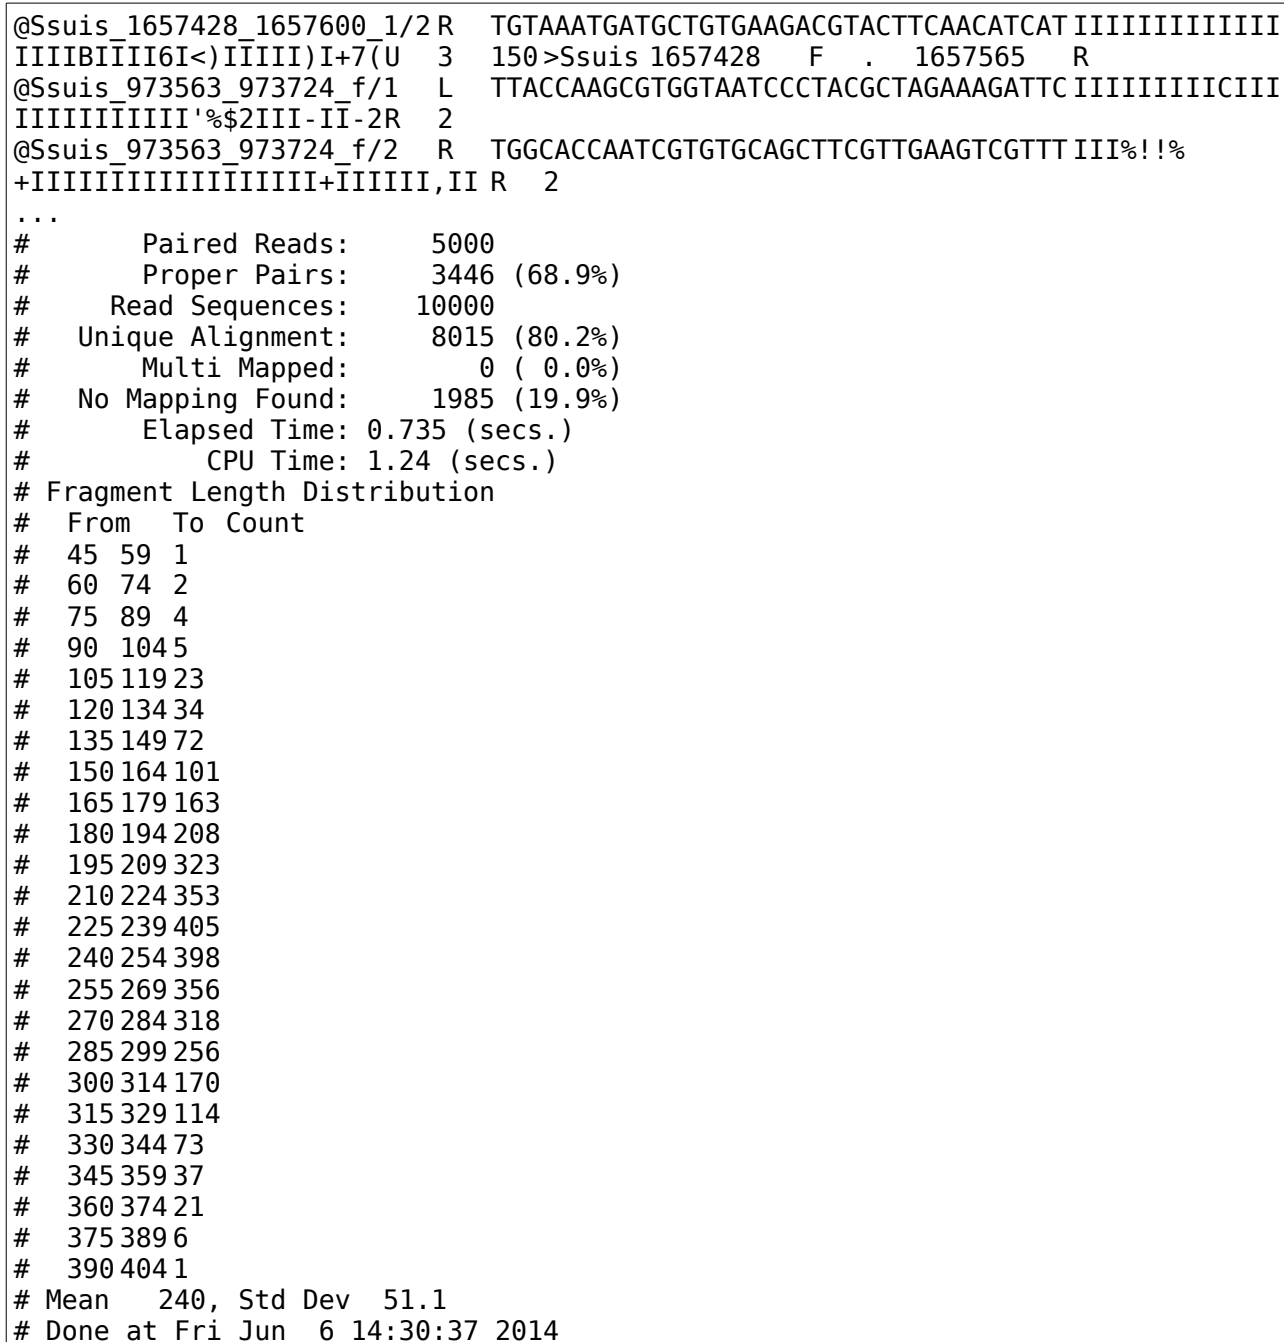 @Ssuis_1657428_1657600_1/2 R TGTAAATGATGCTGTGAAGACGTACTTCAACATCAT IIIIIIIIIIIII
IIIIBIIII6I<)IIIII)I+7(U 3 150 >Ssuis 1657428 F . 1657565 R
@Ssuis_973563_973724_f/1 L TTACCAAGCGTGGTAATCCCTACGCTAGAAAGATTC IIIIIIIIICIII
IIIIIIIIIII'%$2III-II-2R 2
@Ssuis_973563_973724_f/2 R TGGCACCAATCGTGTGCAGCTTCGTTGAAGTCGTTT III%!!%
+IIIIIIIIIIIIIIIIII+IIIIII,II R 2
...
# Paired Reads: 5000
# Proper Pairs: 3446 (68.9%)
# Read Sequences: 10000
# Unique Alignment: 8015 (80.2%)
# Multi Mapped: 0 ( 0.0%)
# No Mapping Found: 1985 (19.9%)
# Elapsed Time: 0.735 (secs.)
# CPU Time: 1.24 (secs.)
# Fragment Length Distribution
# From To Count
# 45 59 1
# 60 74 2
# 75 89 4
# 90 104 5
# 105 119 23
# 120 134 34
# 135 149 72
# 150 164 101
# 165 179 163
# 180 194 208
# 195 209 323
# 210 224 353
# 225 239 405
# 240 254 398
# 255 269 356
# 270 284 318
# 285 299 256
# 300 314 170
# 315 329 114
# 330 344 73
# 345 359 37
# 360 374 21
# 375 389 6
# 390 404 1
# Mean 240, Std Dev 51.1
# Done at Fri Jun 6 14:30:37 2014